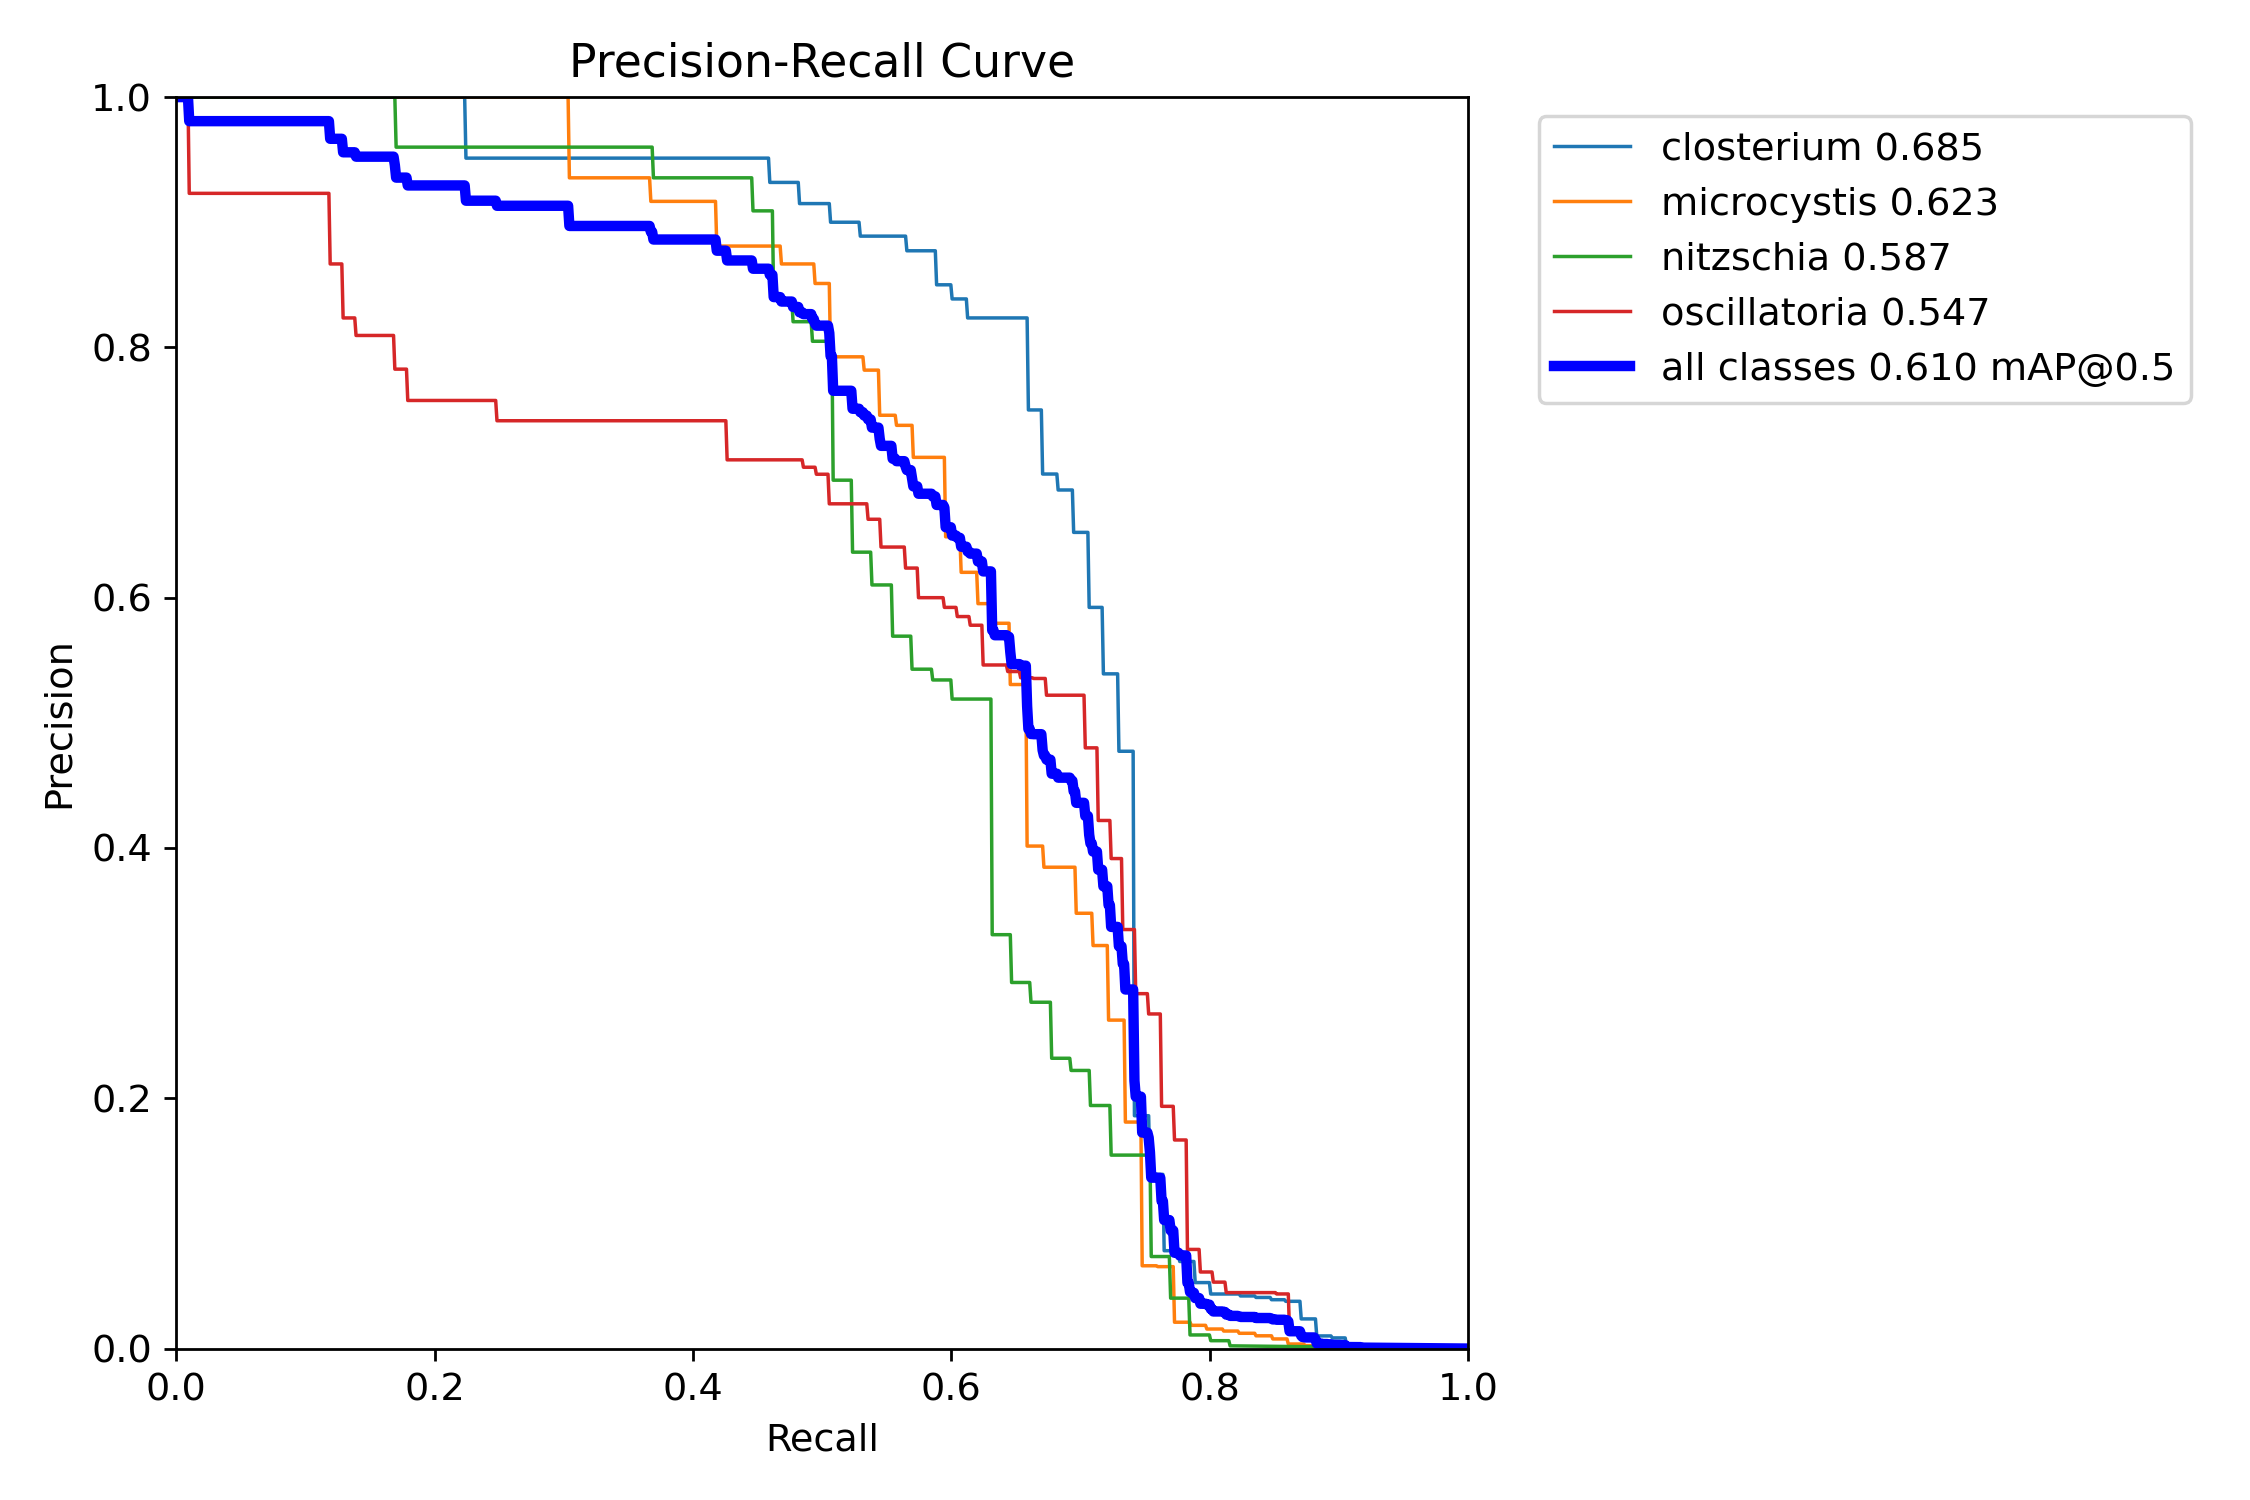 Precision-Recall Curve
1.0
0.8
0.6
0.4
0.2
0.0
Precision
0.0 0.2 0.4 0.6 0.8 1.0
Recall
closterium 0.685
microcystis 0.623
nitzschia 0.587
oscillatoria 0.547
all classes 0.610 mAP@0.5